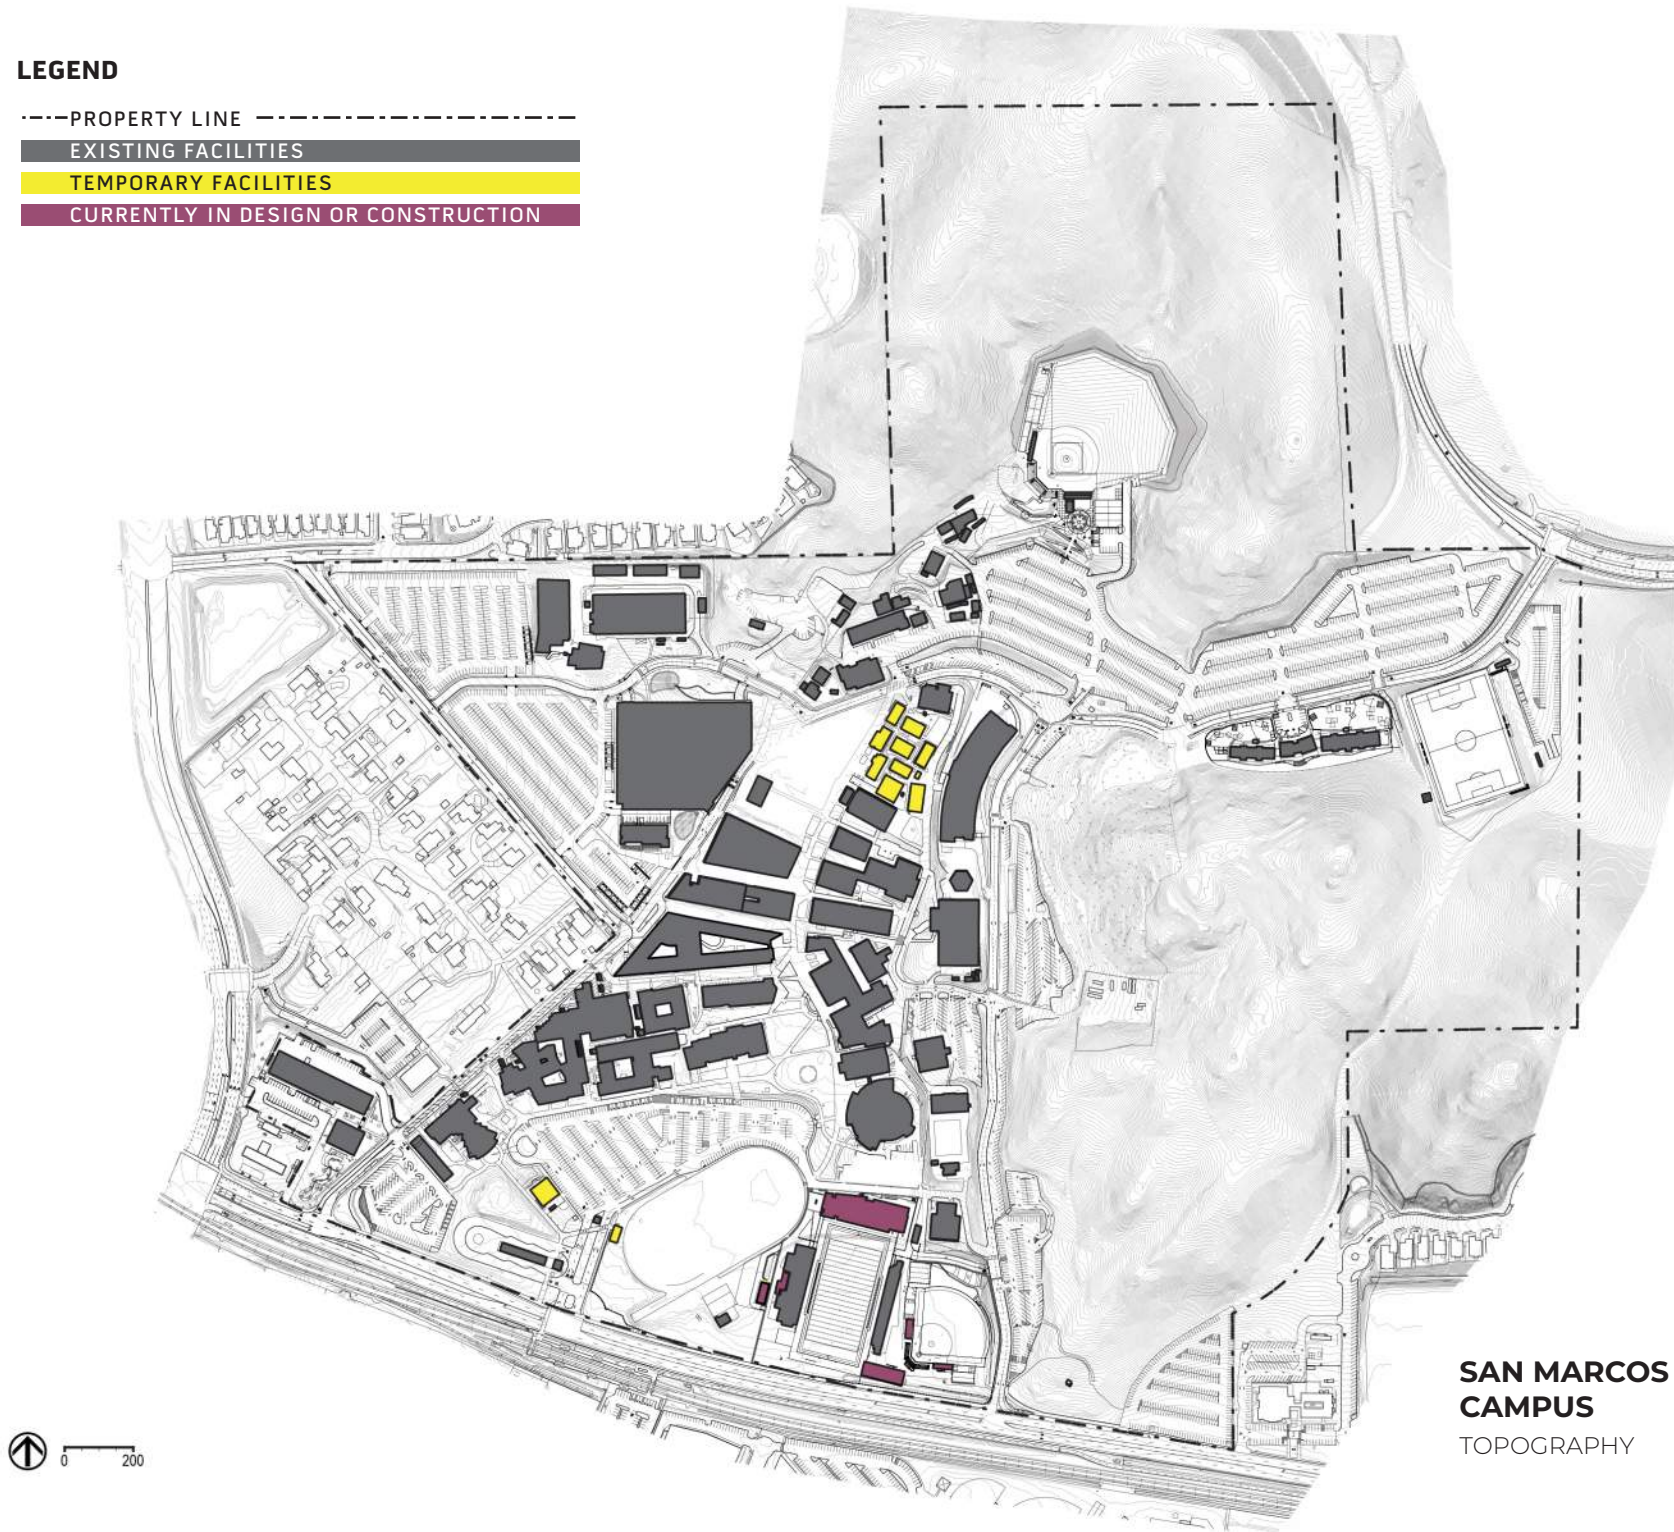 LEGEND
PROPERTY LINE
EXISTING FACILITIES
TEMPORARY FACILITIES
CURRENTLY IN DESIGN OR CONSTRUCTION
SAN MARCOS
CAMPUS
TOPOGRAPHY
0 200